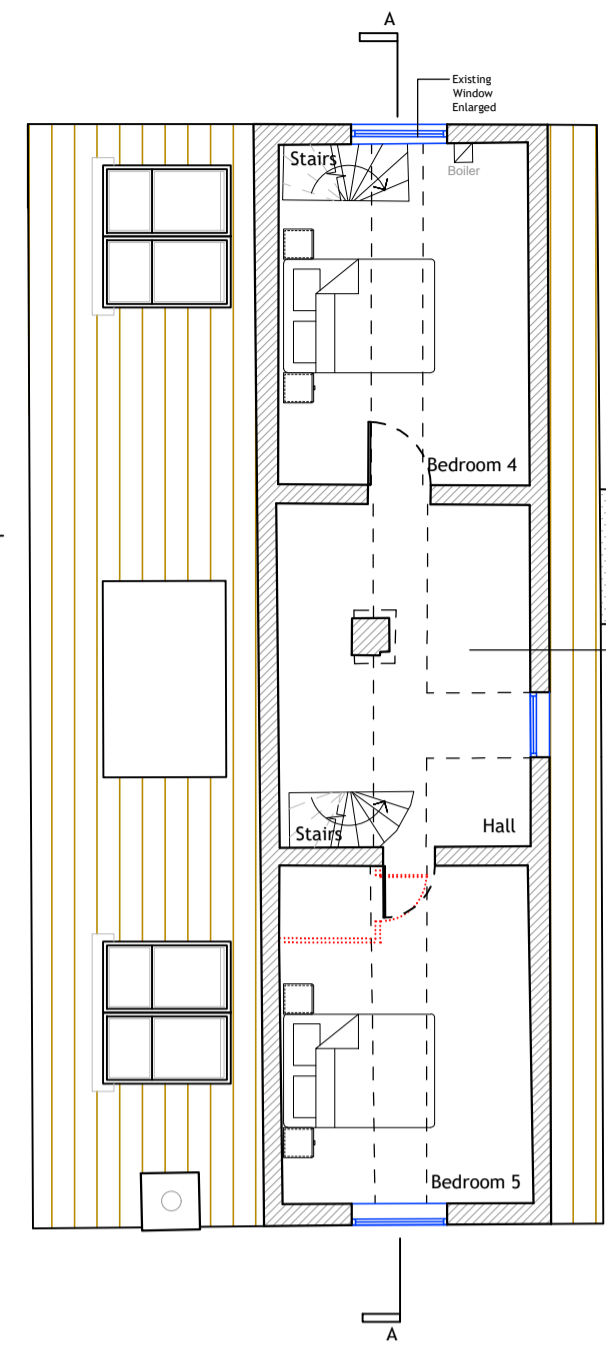 A
Existing
Window
Enlarged
Stairs
Boiler
Bedroom 4
Stairs
Hall
Bedroom 5
A